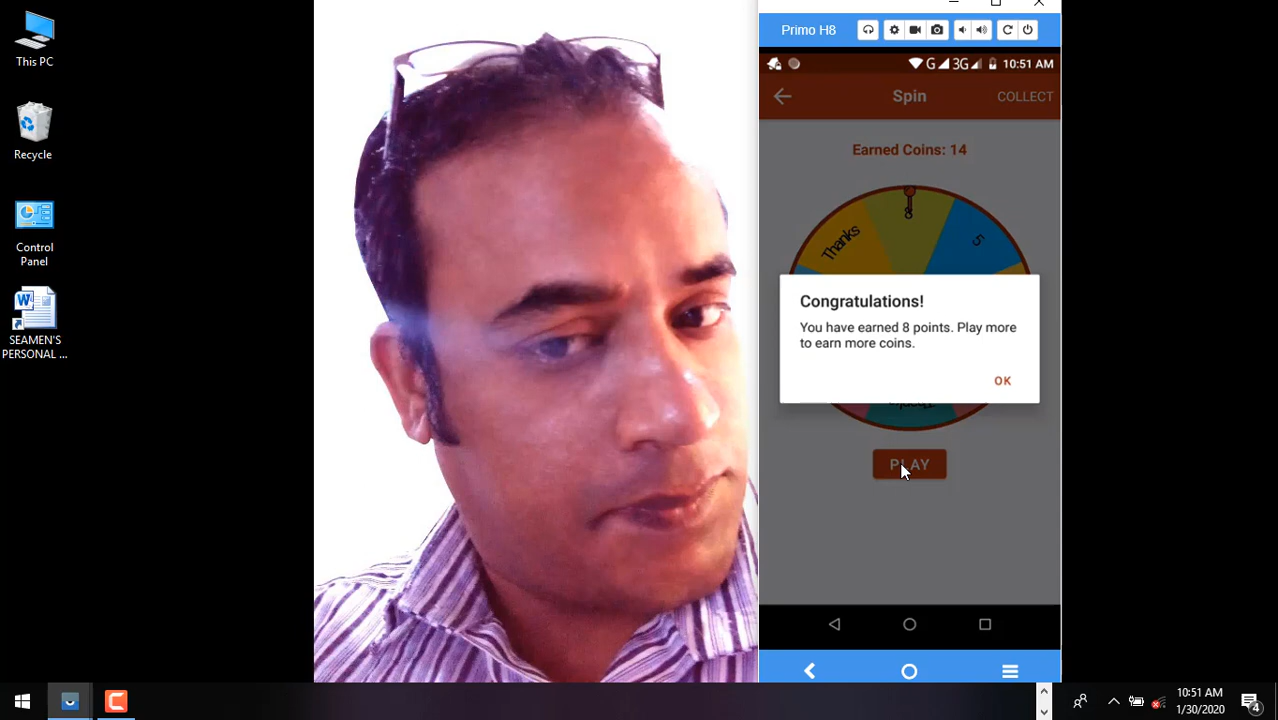 This PC
Recycle
Control
Panel
SEAMEN'S
PERSONAL ...
Primo H8
G 3G 10:51 AM
Spin
COLLECT
Earned Coins: 14
Thanks
8
5
Congratulations!
You have earned 8 points. Play more
to earn more coins.
OK
PLAY
10:51 AM
1/30/2020
4